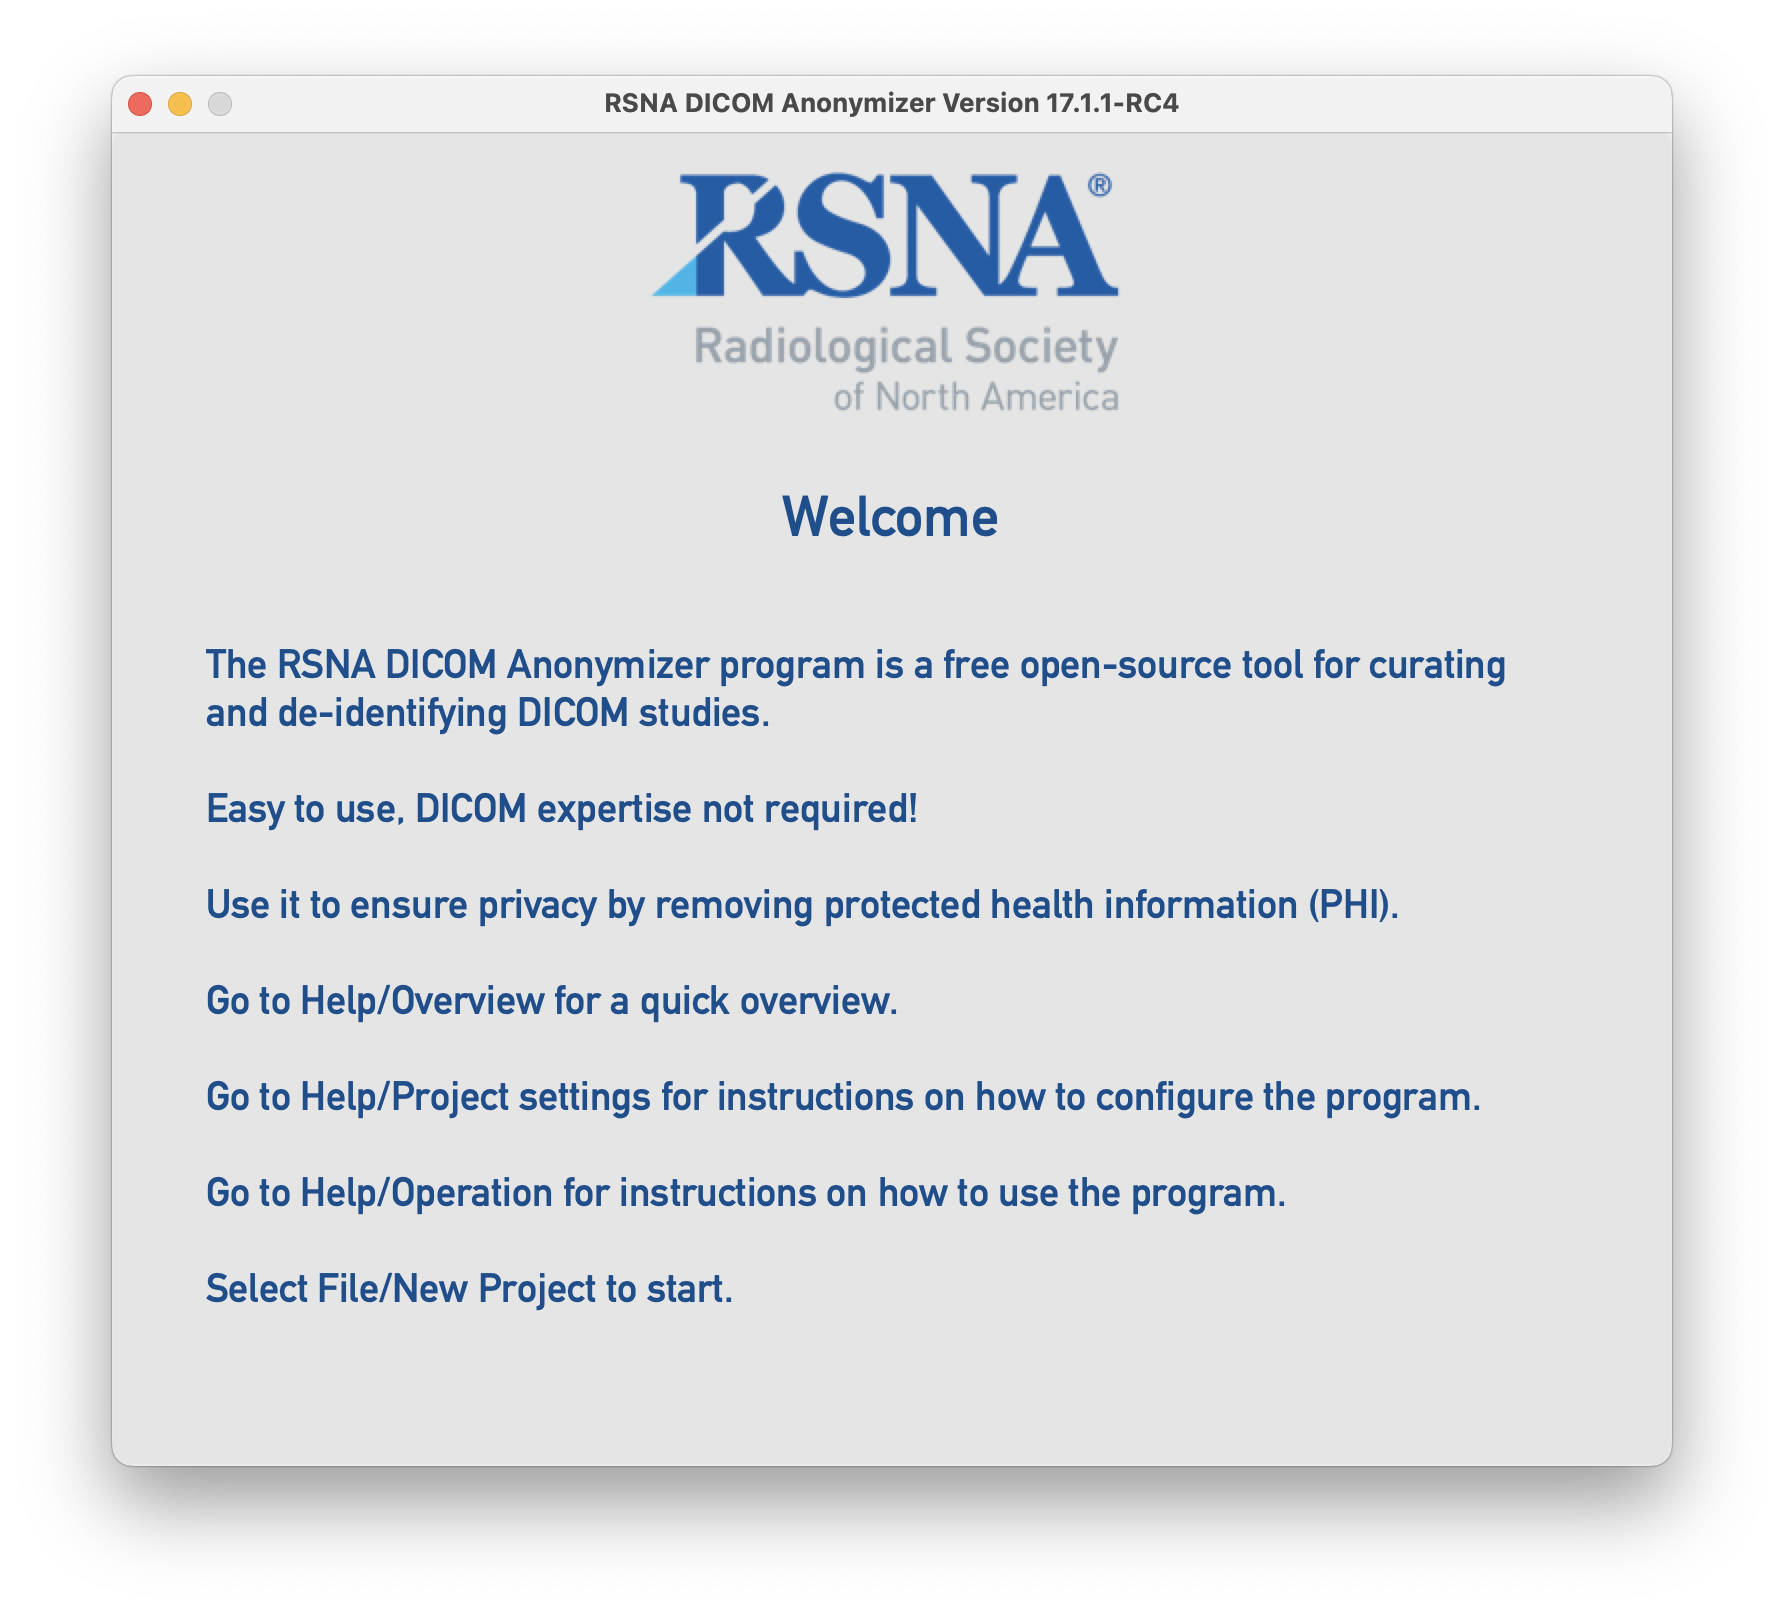 RSNA DICOM Anonymizer Version 17.1.1-RC4
RSNA®
Radiological Society
of North America
Welcome
The RSNA DICOM Anonymizer program is a free open-source tool for curating
and de-identifying DICOM studies.
Easy to use, DICOM expertise not required!
Use it to ensure privacy by removing protected health information (PHI).
Go to Help/Overview for a quick overview.
Go to Help/Project settings for instructions on how to configure the program.
Go to Help/Operation for instructions on how to use the program.
Select File/New Project to start.